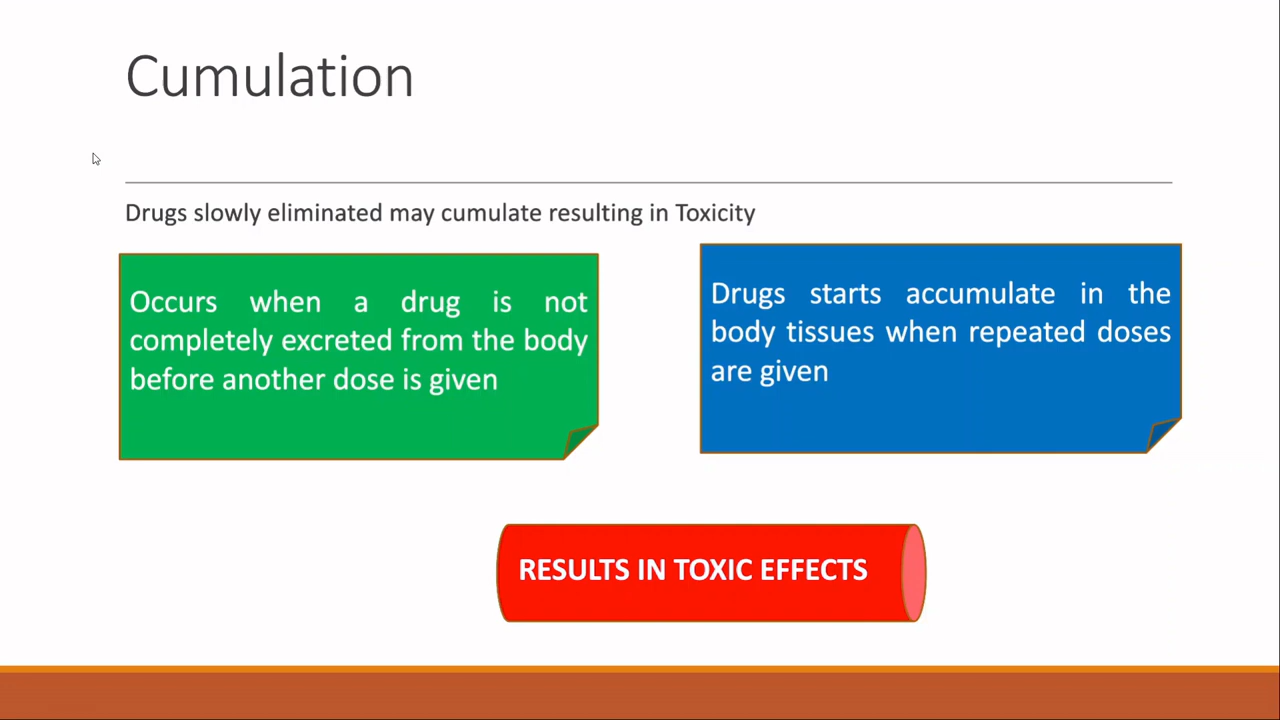 Cumulation
Drugs slowly eliminated may cumulate resulting in Toxicity
Occurs when a drug is not
completely excreted from the body
before another dose is given
Drugs starts accumulate in the
body tissues when repeated doses
are given
RESULTS IN TOXIC EFFECTS